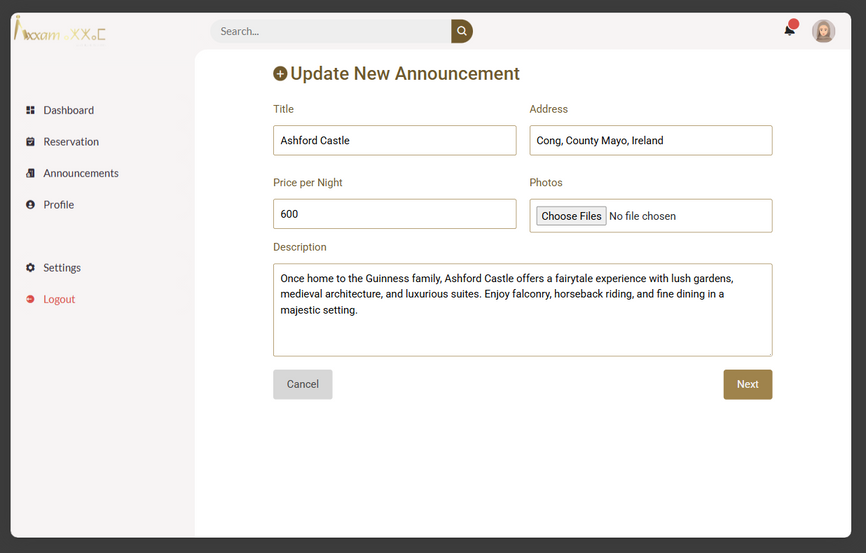 Axxam ⴰⵅⵅⴰⵎ
Search...
Update New Announcement
Dashboard
Reservation
Announcements
Profile
Settings
Logout
Title
Address
Ashford Castle
Cong, County Mayo, Ireland
Price per Night
Photos
600
Choose Files No file chosen
Description
Once home to the Guinness family, Ashford Castle offers a fairytale experience with lush gardens,
medieval architecture, and luxurious suites. Enjoy falconry, horseback riding, and fine dining in a
majestic setting.
Cancel
Next